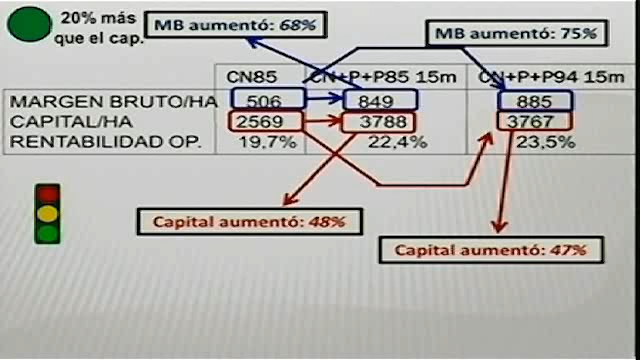 20% más
que el cap.
MB aumentó: 68%
MB aumentó: 75%
CN85 CN+P+P85 15m CN+P+P94 15m
MARGEN BRUTO/HA 506 849 885
CAPITAL/HA 2569 3788 3767
RENTABILIDAD OP. 19,7% 22,4% 23,5%
Capital aumentó: 48%
Capital aumentó: 47%